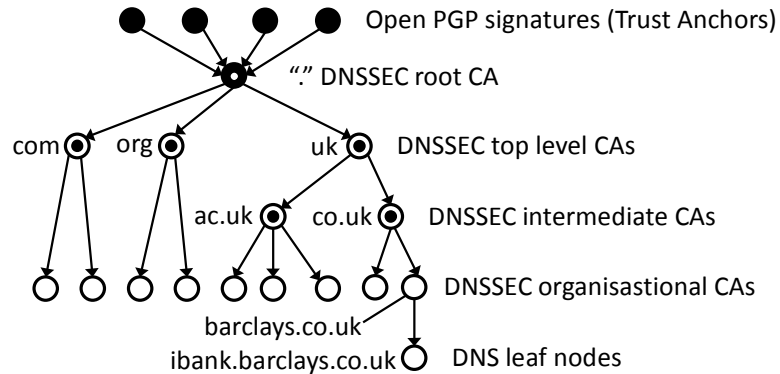 Open PGP signatures (Trust Anchors)
“.” DNSSEC root CA
com org uk DNSSEC top level CAs
ac.uk co.uk DNSSEC intermediate CAs
DNSSEC organisastional CAs
barclays.co.uk
ibank.barclays.co.uk DNS leaf nodes